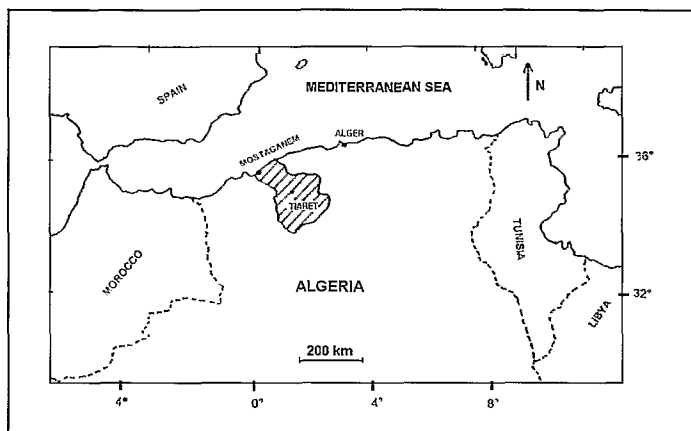 SPAIN
MEDITERRANEAN SEA
N
ALGER
MOSTAGANEM
36°
TIARET
TUNISIA
MOROCCO
ALGERIA
32°
LIBYA
200 km
4°
0°
4°
8°